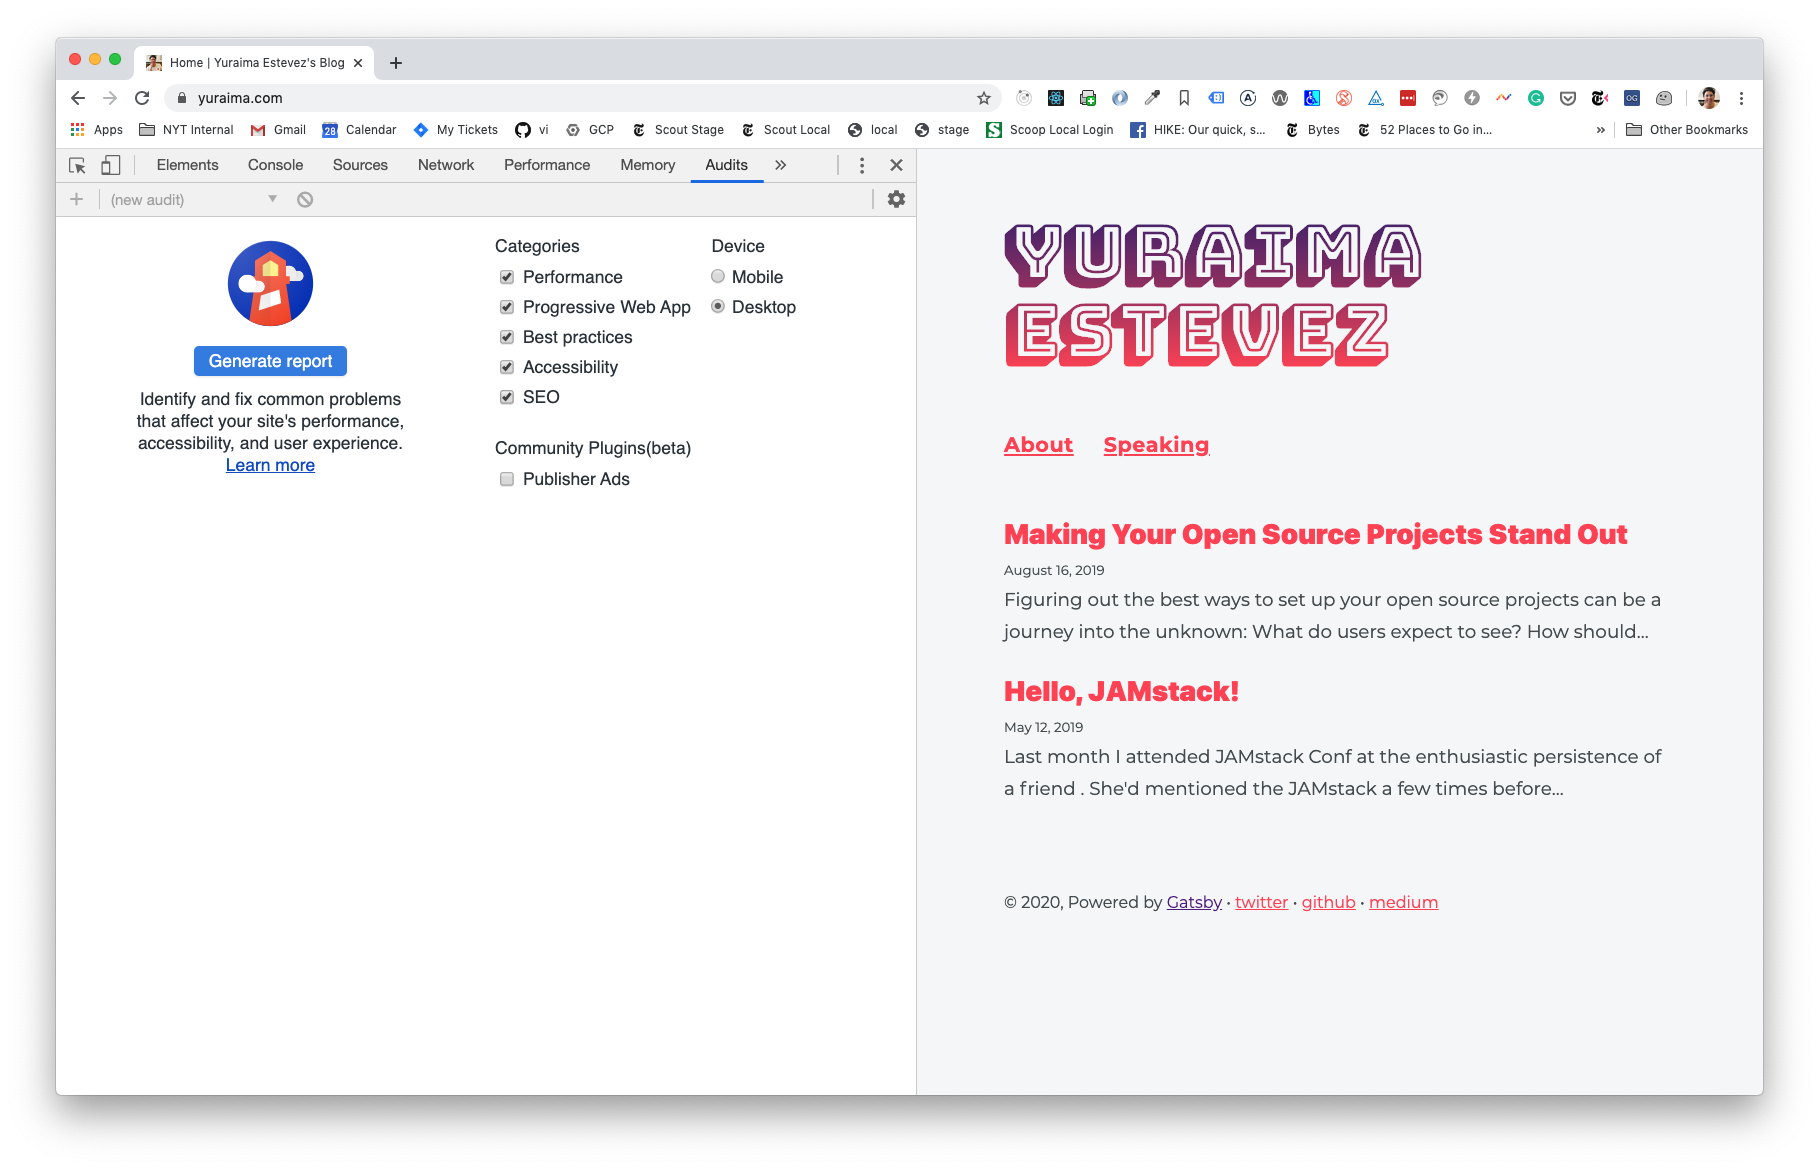 Home | Yuraima Estevez's Blog
yuraima.com
Apps NYT Internal Gmail 28 Calendar My Tickets vi GCP Scout Stage Scout Local local stage Scoop Local Login HIKE: Our quick, s... Bytes 52 Places to Go in... » Other Bookmarks
Elements Console Sources Network Performance Memory Audits »
(new audit)
Generate report
Identify and fix common problems
that affect your site's performance,
accessibility, and user experience.
Learn more
Categories
Performance
Progressive Web App
Best practices
Accessibility
SEO
Community Plugins(beta)
Publisher Ads
Device
Mobile
Desktop
YURAIMA
ESTEVEZ
About Speaking
Making Your Open Source Projects Stand Out
August 16, 2019
Figuring out the best ways to set up your open source projects can be a
journey into the unknown: What do users expect to see? How should...
Hello, JAMstack!
May 12, 2019
Last month I attended JAMstack Conf at the enthusiastic persistence of
a friend . She'd mentioned the JAMstack a few times before...
© 2020, Powered by Gatsby • twitter • github • medium